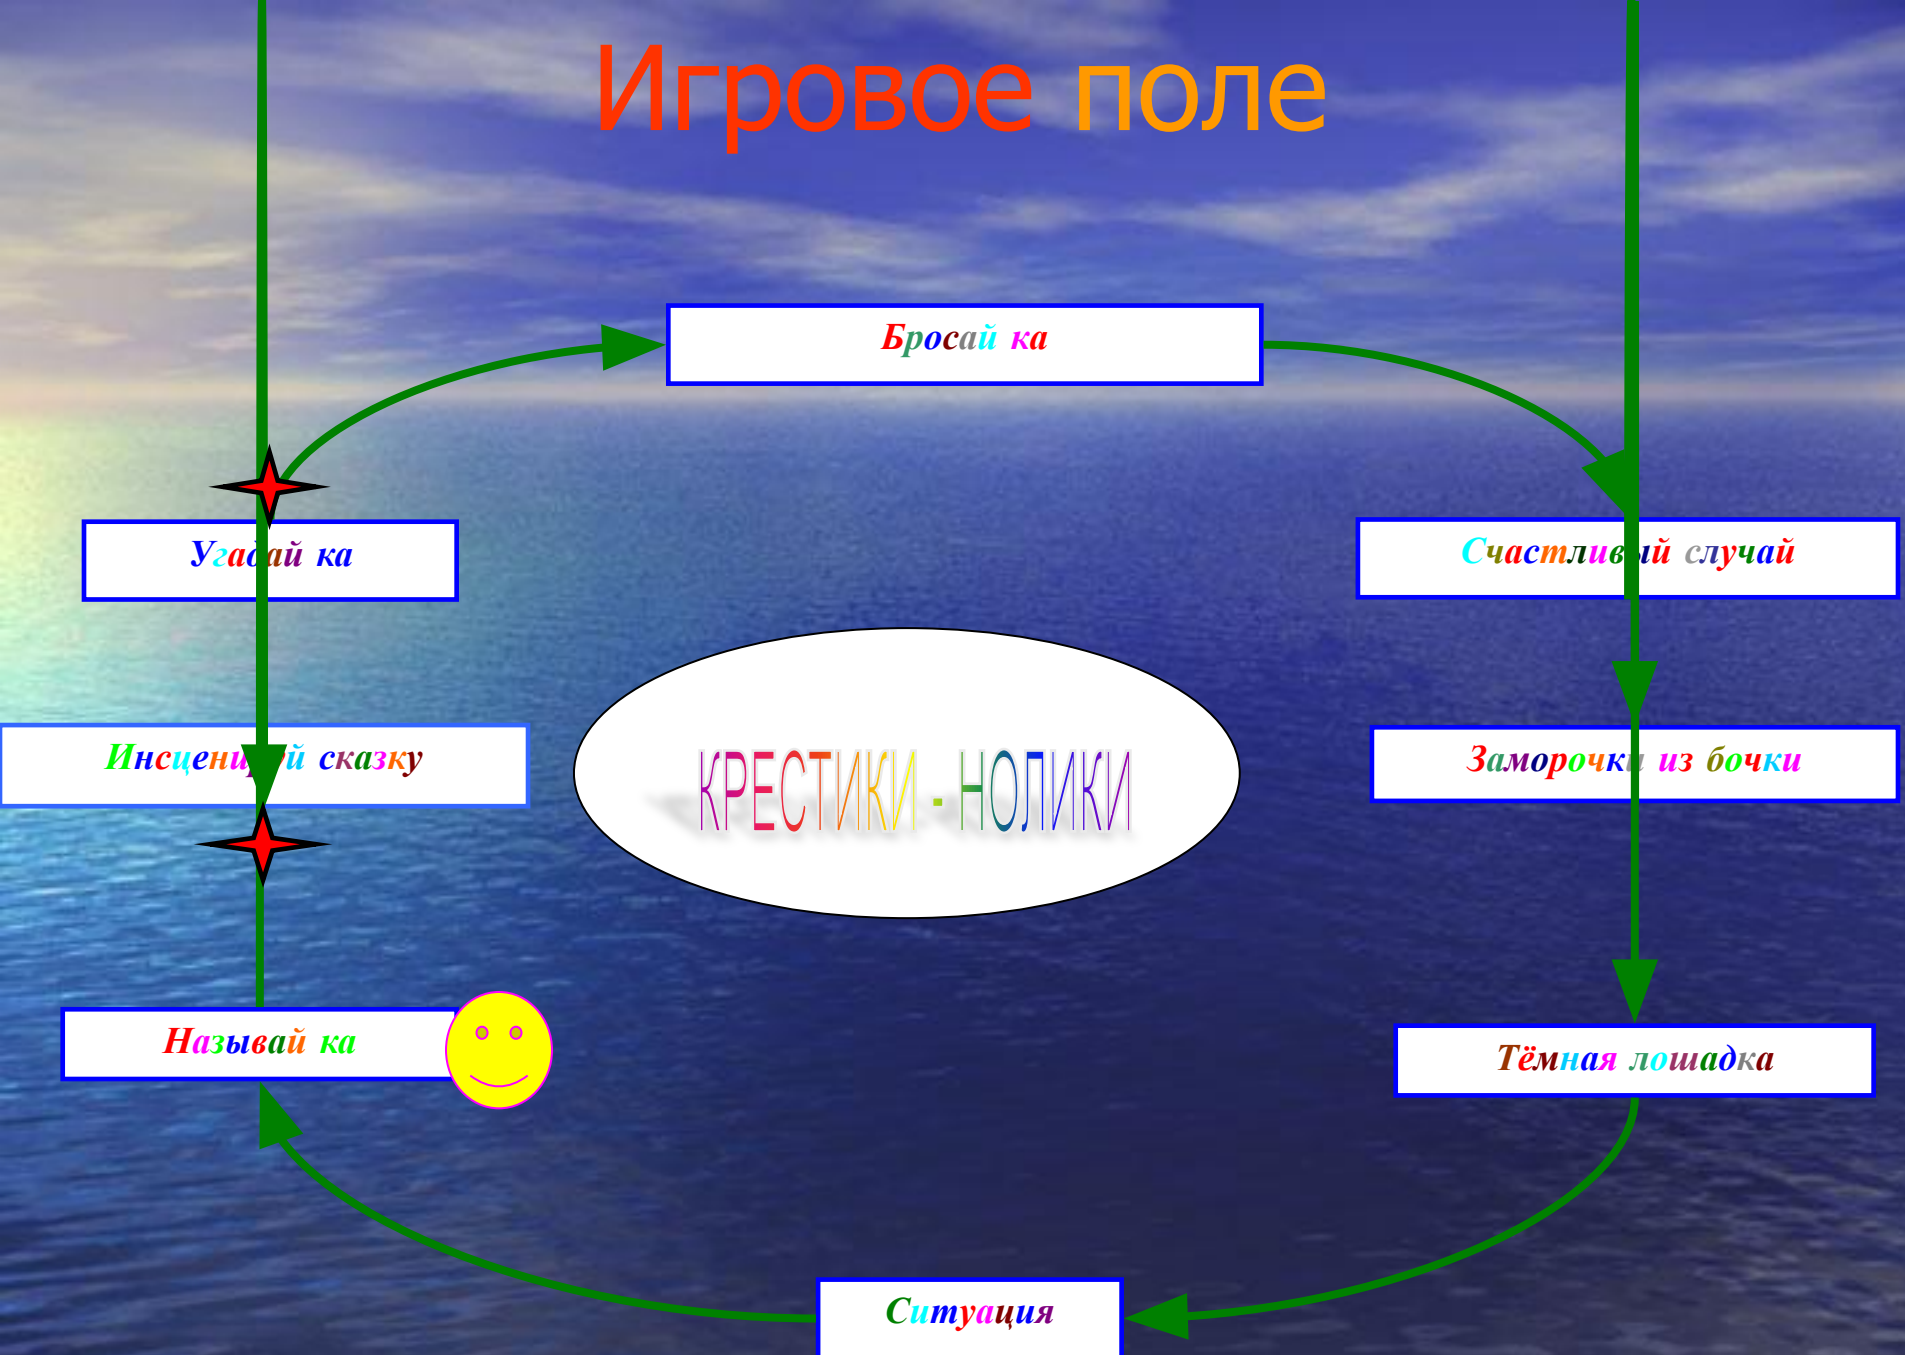 Игровое поле
Бросай ка
Угадай ка
Счастливый случай
Инсценируй сказку
КРЕСТИКИ - НОЛИКИ
Заморочки из бочки
Называй ка
Тёмная лошадка
Ситуация